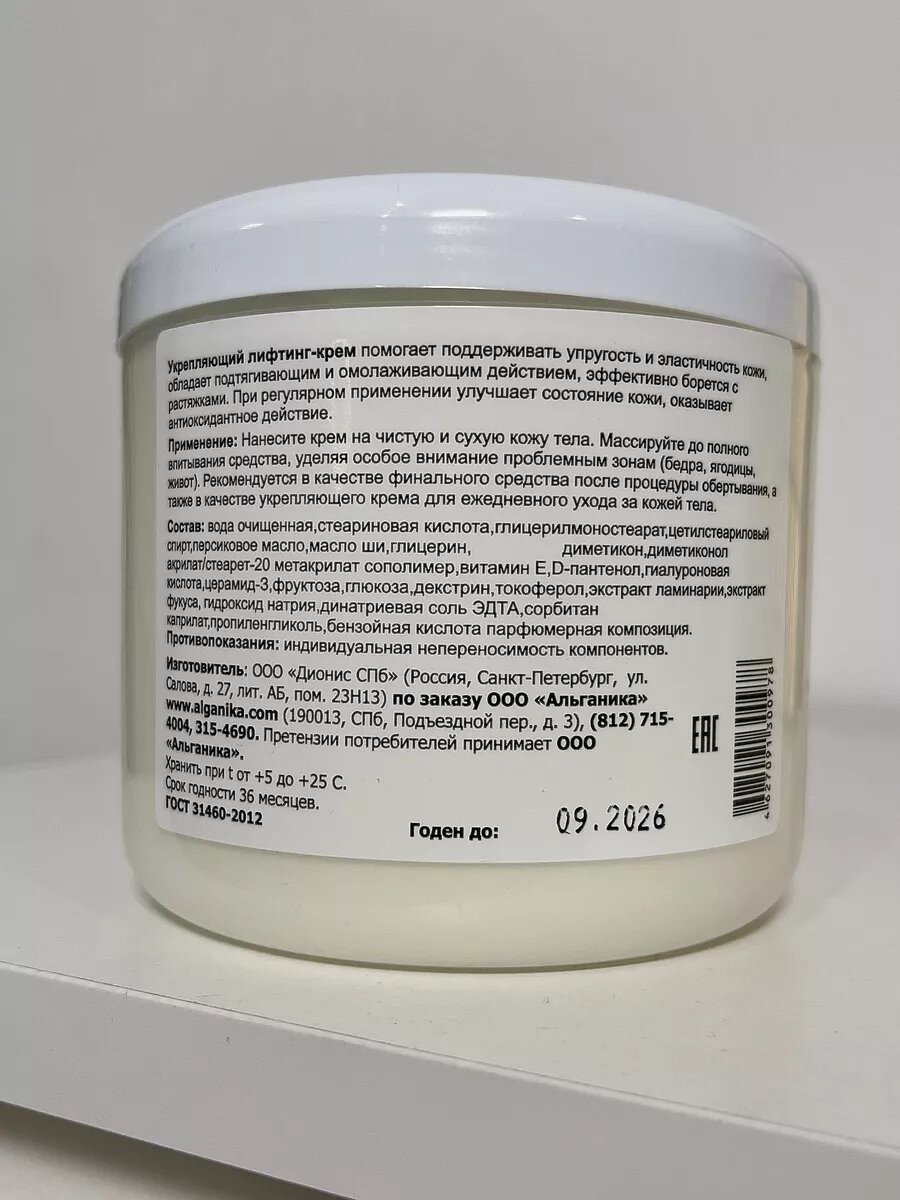 Укрепляющий лифтинг-крем помогает поддерживать упругость и эластичность кожи,
обладает подтягивающим и омолаживающим действием, эффективно борется с
растяжками. При регулярном применении улучшает состояние кожи, оказывает
антиоксидантное действие.
Применение: Нанесите крем на чистую и сухую кожу тела. Массируйте до полного
впитывания средства, уделяя особое внимание проблемным зонам (бедра, ягодицы,
живот). Рекомендуется в качестве финального средства после процедуры обертывания, а
также в качестве укрепляющего крема для ежедневного ухода за кожей тела.
Состав: вода очищенная,стеариновая кислота,глицерилмоностеарат,цетилстеариловый
спирт,персиковое масло,масло ши,глицерин, диметикон,диметиконол
акрилат/стеарет-20 метакрилат сополимер,витамин E,D-пантенол,гиалуроновая
кислота,церамид-3,фруктоза,глюкоза,декстрин,токоферол,экстракт ламинарии,экстракт
фукуса, гидроксид натрия,динатриевая соль ЭДТА,сорбитан
каприлат,пропиленгликоль,бензойная кислота парфюмерная композиция.
Противопоказания: индивидуальная непереносимость компонентов.
Изготовитель: ООО «Дионис СПб» (Россия, Санкт-Петербург, ул.
Салова, д. 27, лит. АБ, пом. 23Н13) по заказу ООО «Альганика»
www.alganika.com (190013, СПб, Подъездной пер., д. 3), (812) 715-
4004, 315-4690. Претензии потребителей принимает ООО
«Альганика».
Хранить при t от +5 до +25 С.
Срок годности 36 месяцев.
ГОСТ 31460-2012
Годен до: 09.2026
EAC
4 627091 300978